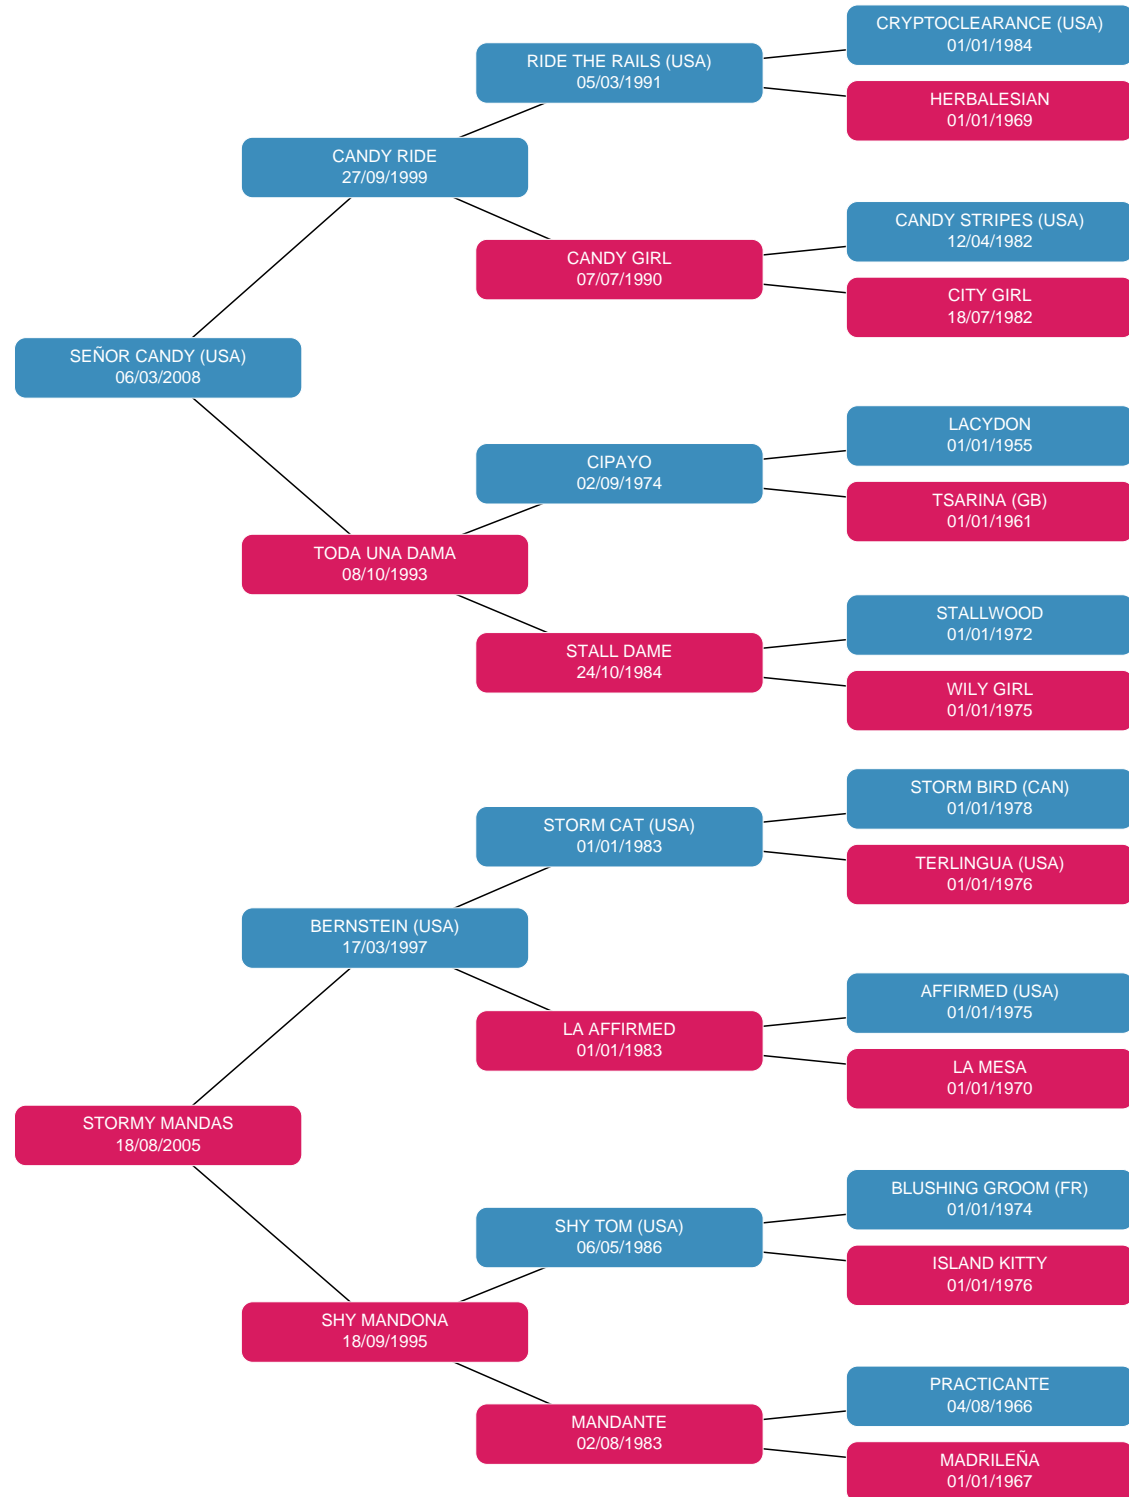 CRYPTOCLEARANCE (USA)
01/01/1984
RIDE THE RAILS (USA)
05/03/1991
HERBALESIAN
01/01/1969
CANDY RIDE
27/09/1999
CANDY STRIPES (USA)
12/04/1982
CANDY GIRL
07/07/1990
CITY GIRL
18/07/1982
SEÑOR CANDY (USA)
06/03/2008
LACYDON
01/01/1955
CIPAYO
02/09/1974
TSARINA (GB)
01/01/1961
TODA UNA DAMA
08/10/1993
STALLWOOD
01/01/1972
STALL DAME
24/10/1984
WILY GIRL
01/01/1975
STORM BIRD (CAN)
01/01/1978
STORM CAT (USA)
01/01/1983
TERLINGUA (USA)
01/01/1976
BERNSTEIN (USA)
17/03/1997
AFFIRMED (USA)
01/01/1975
LA AFFIRMED
01/01/1983
LA MESA
01/01/1970
STORMY MANDAS
18/08/2005
BLUSHING GROOM (FR)
01/01/1974
SHY TOM (USA)
06/05/1986
ISLAND KITTY
01/01/1976
SHY MANDONA
18/09/1995
PRACTICANTE
04/08/1966
MANDANTE
02/08/1983
MADRILEÑA
01/01/1967